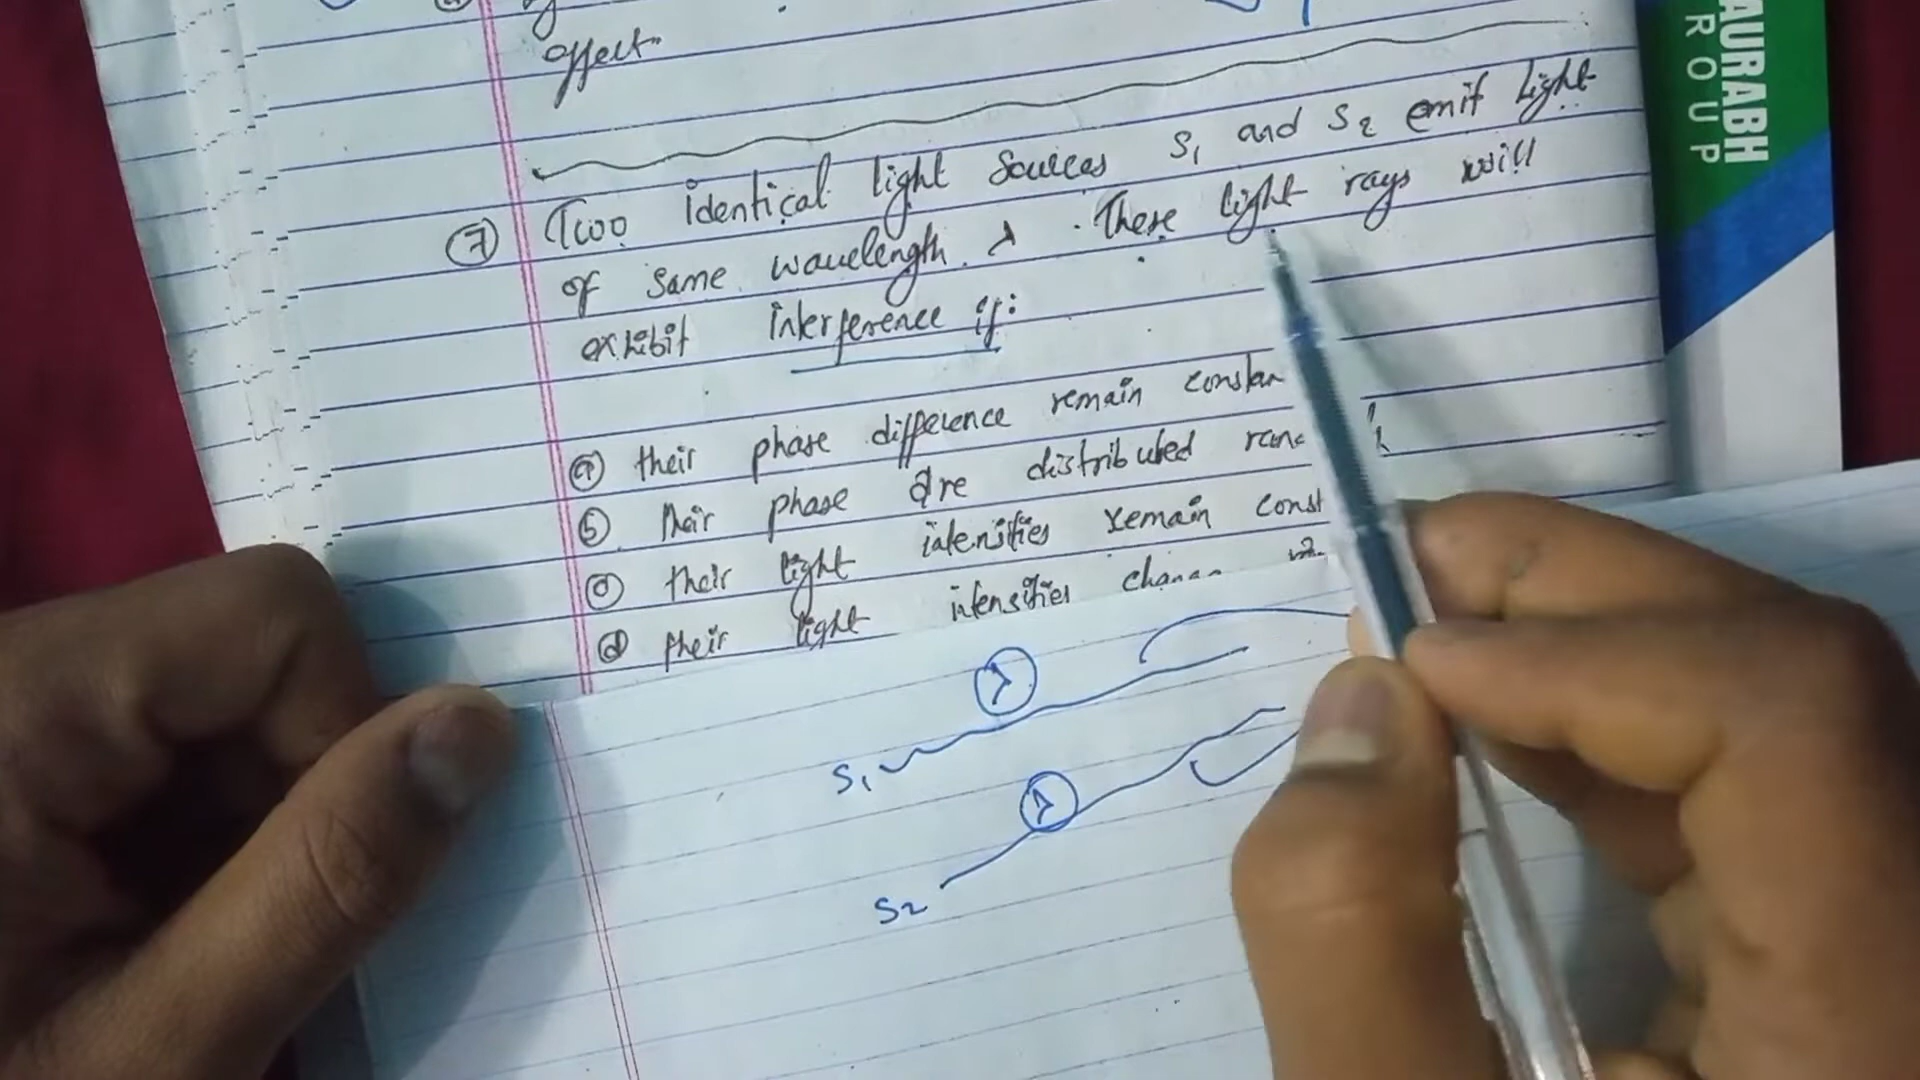 effect
⑦ Two identical light Sources S₁ and S₂ emit light
of same wavelength λ. These light rays will
exhibit interference if:
ⓐ their phase difference remain constan
ⓑ their phase are distributed
ⓒ their light intensities remain const
ⓓ their light intensities
λ
S₁
λ
S₂
AURABH
ROUP